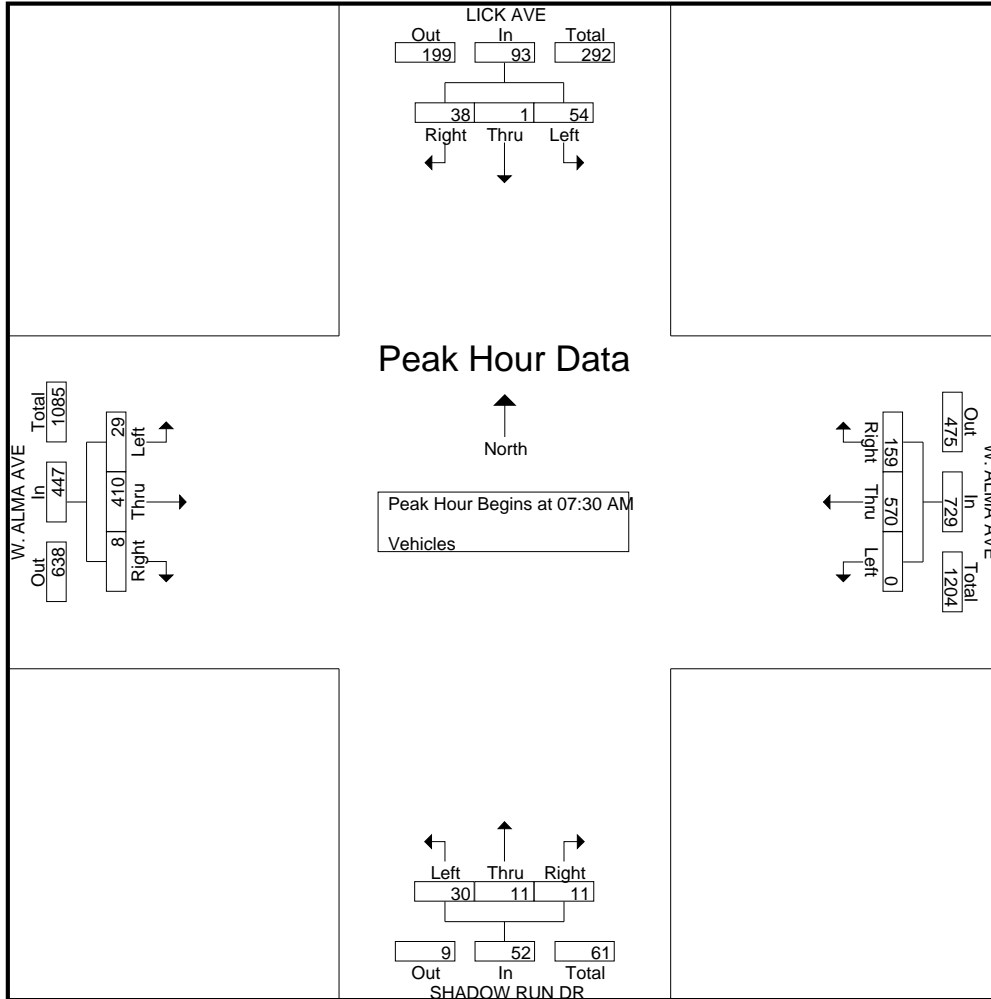 LICK AVE
Out In Total
199 93 292
38 1 54
Right Thru Left
Peak Hour Data
North
Peak Hour Begins at 07:30 AM
Vehicles
W. ALMA AVE
Out In Total
638 447 1085
Right Thru Left
8 410 29
W. ALMA AVE
Out In Total
475 729 1204
Right Thru Left
159 570 0
Left Thru Right
30 11 11
9 52 61
Out In Total
SHADOW RUN DR